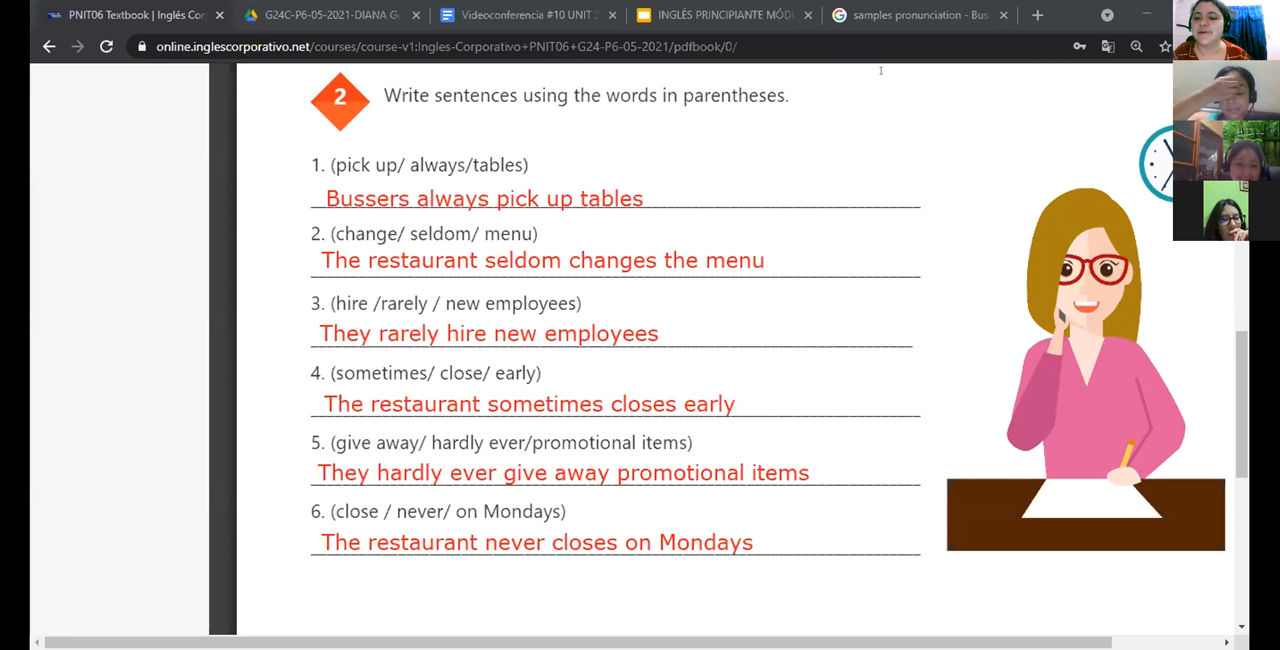 PNIT06 Textbook | Inglés Cor
G24C-P6-05-2021-DIANA G
Videoconferencia #10 UNIT
INGLÉS PRINCIPIANTE MÓDU
samples pronunciation - Bus
online.inglescorporativo.net/courses/course-v1:Ingles-Corporativo+PNIT06+G24-P6-05-2021/pdfbook/0/
2 Write sentences using the words in parentheses.
1. (pick up/ always/tables)
Bussers always pick up tables
2. (change/ seldom/ menu)
The restaurant seldom changes the menu
3. (hire /rarely / new employees)
They rarely hire new employees
4. (sometimes/ close/ early)
The restaurant sometimes closes early
5. (give away/ hardly ever/promotional items)
They hardly ever give away promotional items
6. (close / never/ on Mondays)
The restaurant never closes on Mondays